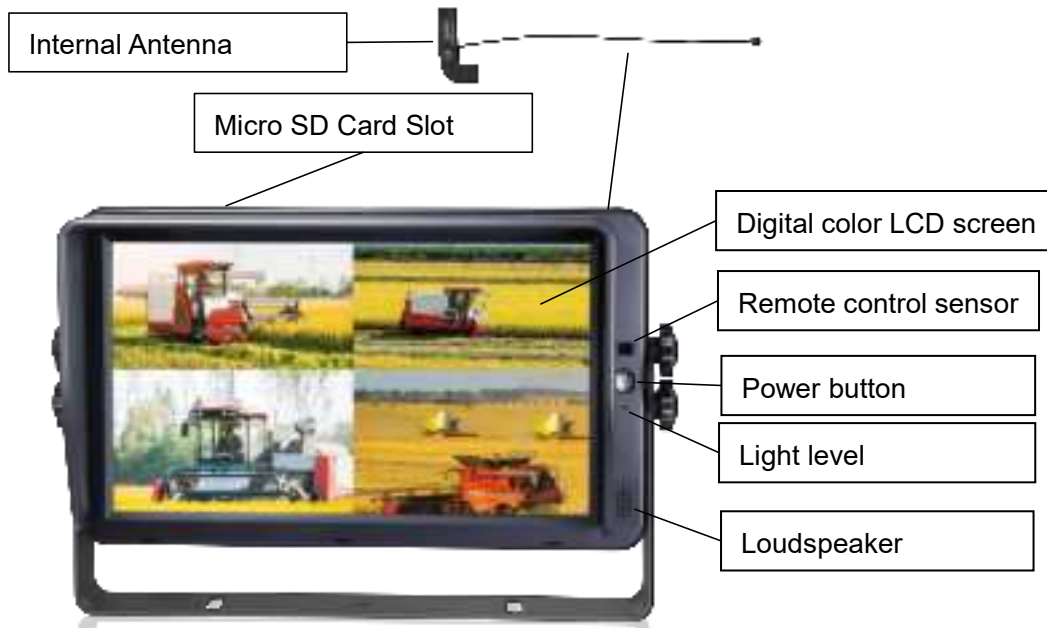 Internal Antenna
Micro SD Card Slot
Digital color LCD screen
Remote control sensor
Power button
Light level
Loudspeaker